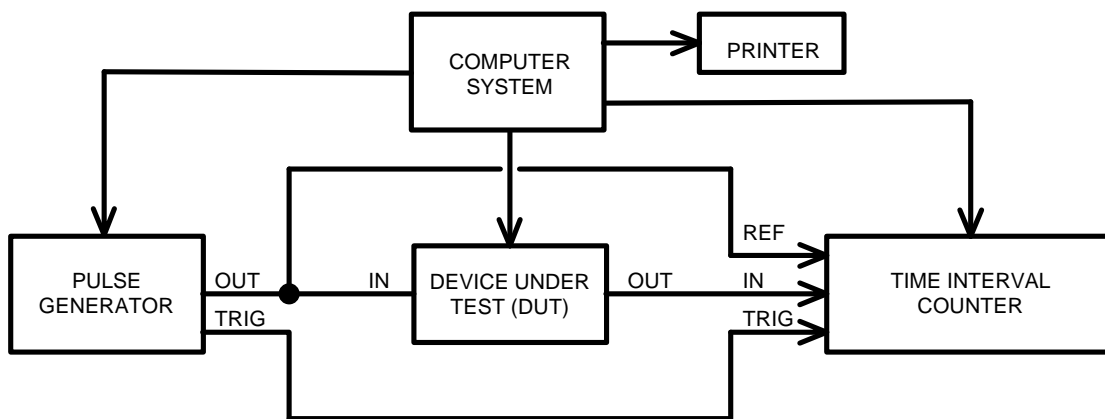 COMPUTER
SYSTEM
PRINTER
REF
PULSE
GENERATOR
OUT
IN
DEVICE UNDER
TEST (DUT)
OUT
IN
TIME INTERVAL
COUNTER
TRIG
TRIG